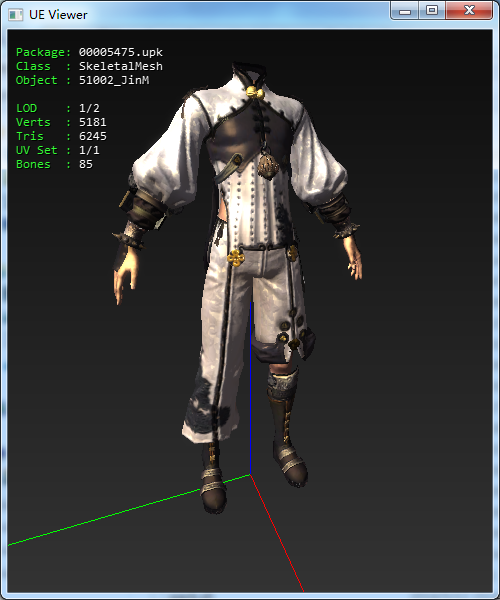 UE Viewer
Package: 00005475.upk
Class  : SkeletalMesh
Object : 51002_JinM
LOD    : 1/2
Verts  : 5181
Tris   : 6245
UV Set : 1/1
Bones  : 85